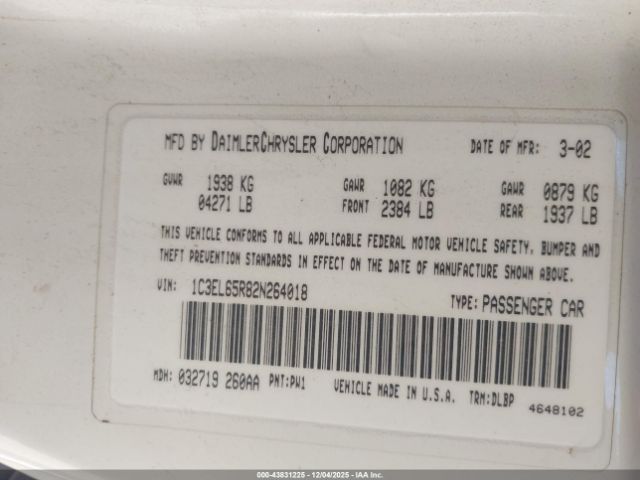 MFD BY DAIMLERCHRYSLER CORPORATION DATE OF MFR: 3-02
GVWR 1938 KG GAWR 1082 KG GAWR 0879 KG
04271 LB FRONT 2384 LB REAR 1937 LB
THIS VEHICLE CONFORMS TO ALL APPLICABLE FEDERAL MOTOR VEHICLE SAFETY, BUMPER AND
THEFT PREVENTION STANDARDS IN EFFECT ON THE DATE OF MANUFACTURE SHOWN ABOVE.
VIN: 1C3EL65R82N264018 TYPE: PASSENGER CAR
MDH: 032719 260AA PNT:PW1 VEHICLE MADE IN U.S.A. TRM:DLBP 4648102
000-43831225 - 12/04/2025 - IAA Inc.